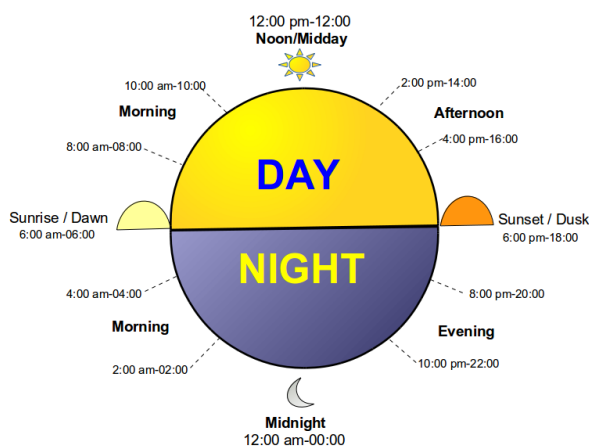 12:00 pm-12:00
Noon/Midday
10:00 am-10:00
2:00 pm-14:00
Morning
Afternoon
8:00 am-08:00
4:00 pm-16:00
DAY
Sunrise / Dawn
6:00 am-06:00
Sunset / Dusk
6:00 pm-18:00
NIGHT
4:00 am-04:00
8:00 pm-20:00
Morning
Evening
2:00 am-02:00
10:00 pm-22:00
Midnight
12:00 am-00:00